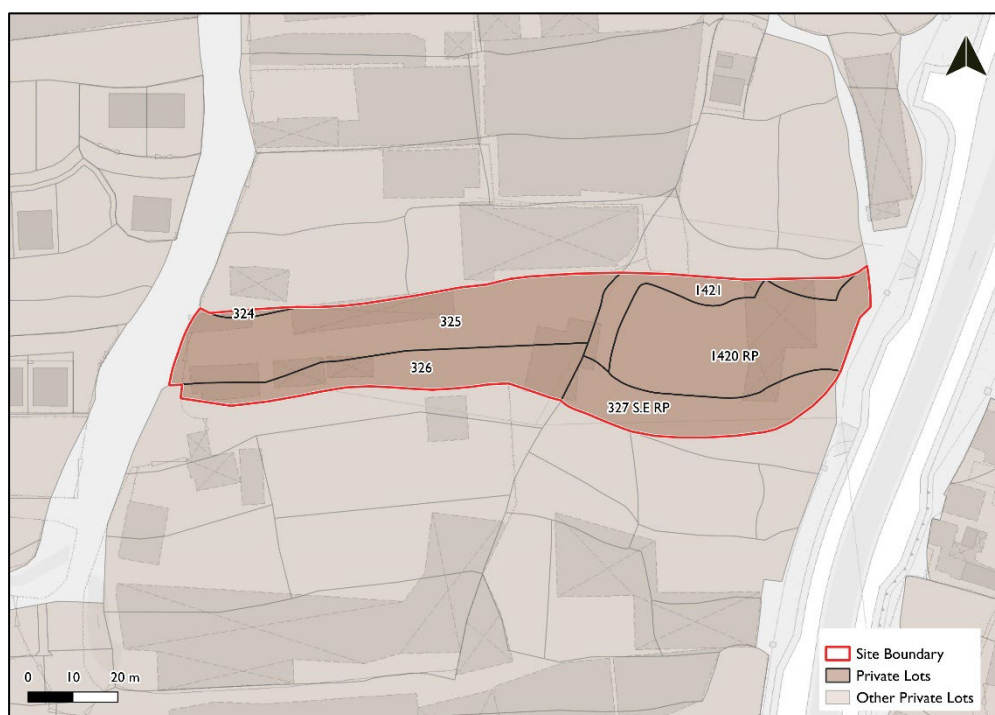 1421
324
325
1420 RP
326
327 S.E RP
0 10 20 m
Site Boundary
Private Lots
Other Private Lots